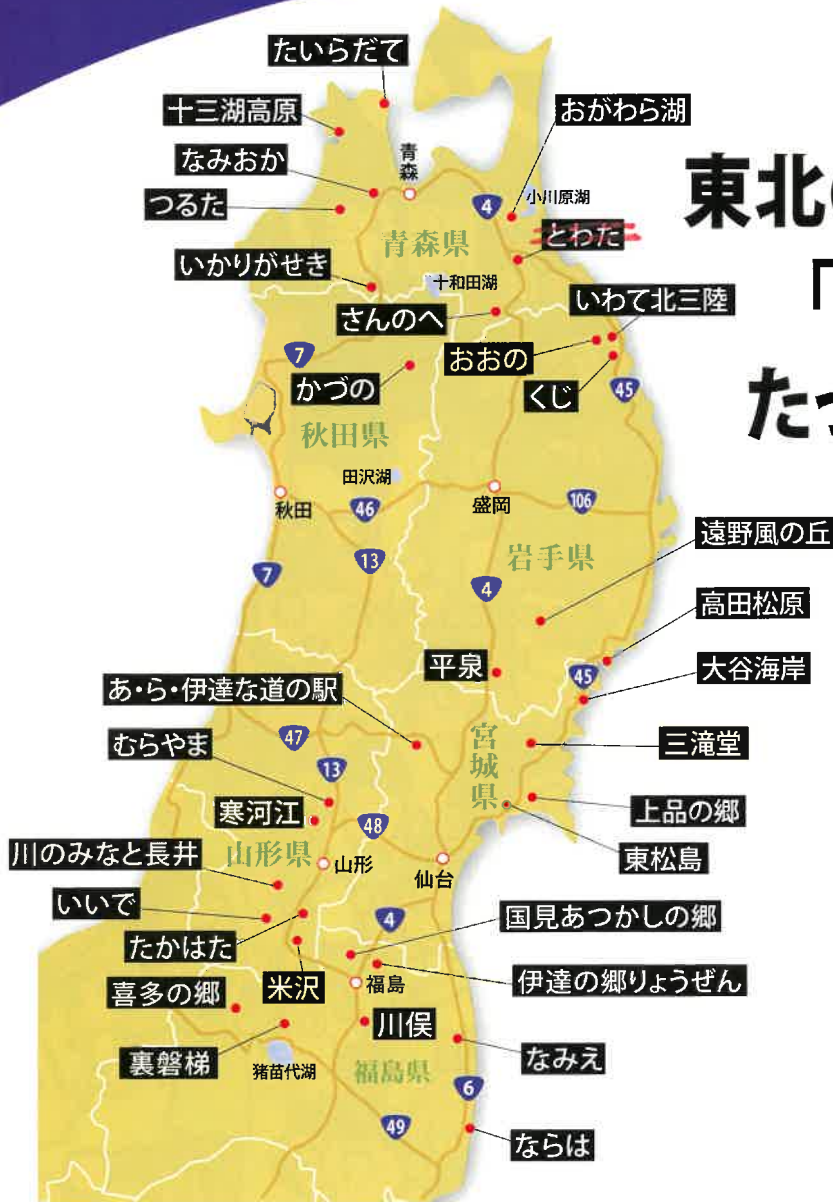 たいらだて
十三湖高原
おがわら湖
なみおか
青森
つるた
4
小川原湖
とわだ
青森県
いかりがせき
十和田湖
さんのへ
いわて北三陸
7
おおの
かづの
くじ
45
秋田県
田沢湖
秋田
46
盛岡
106
13
岩手県
遠野風の丘
7
4
高田松原
平泉
45
大谷海岸
あ・ら・伊達な道の駅
47
宮城県
三滝堂
むらやま
13
寒河江
48
上品の郷
山形県
山形
仙台
東松島
川のみなと長井
いいで
4
国見あつかしの郷
たかはた
米沢
福島
伊達の郷りょうぜん
喜多の郷
川俣
裏磐梯
なみえ
猪苗代湖
福島県
6
49
ならは
東北
「
たっ